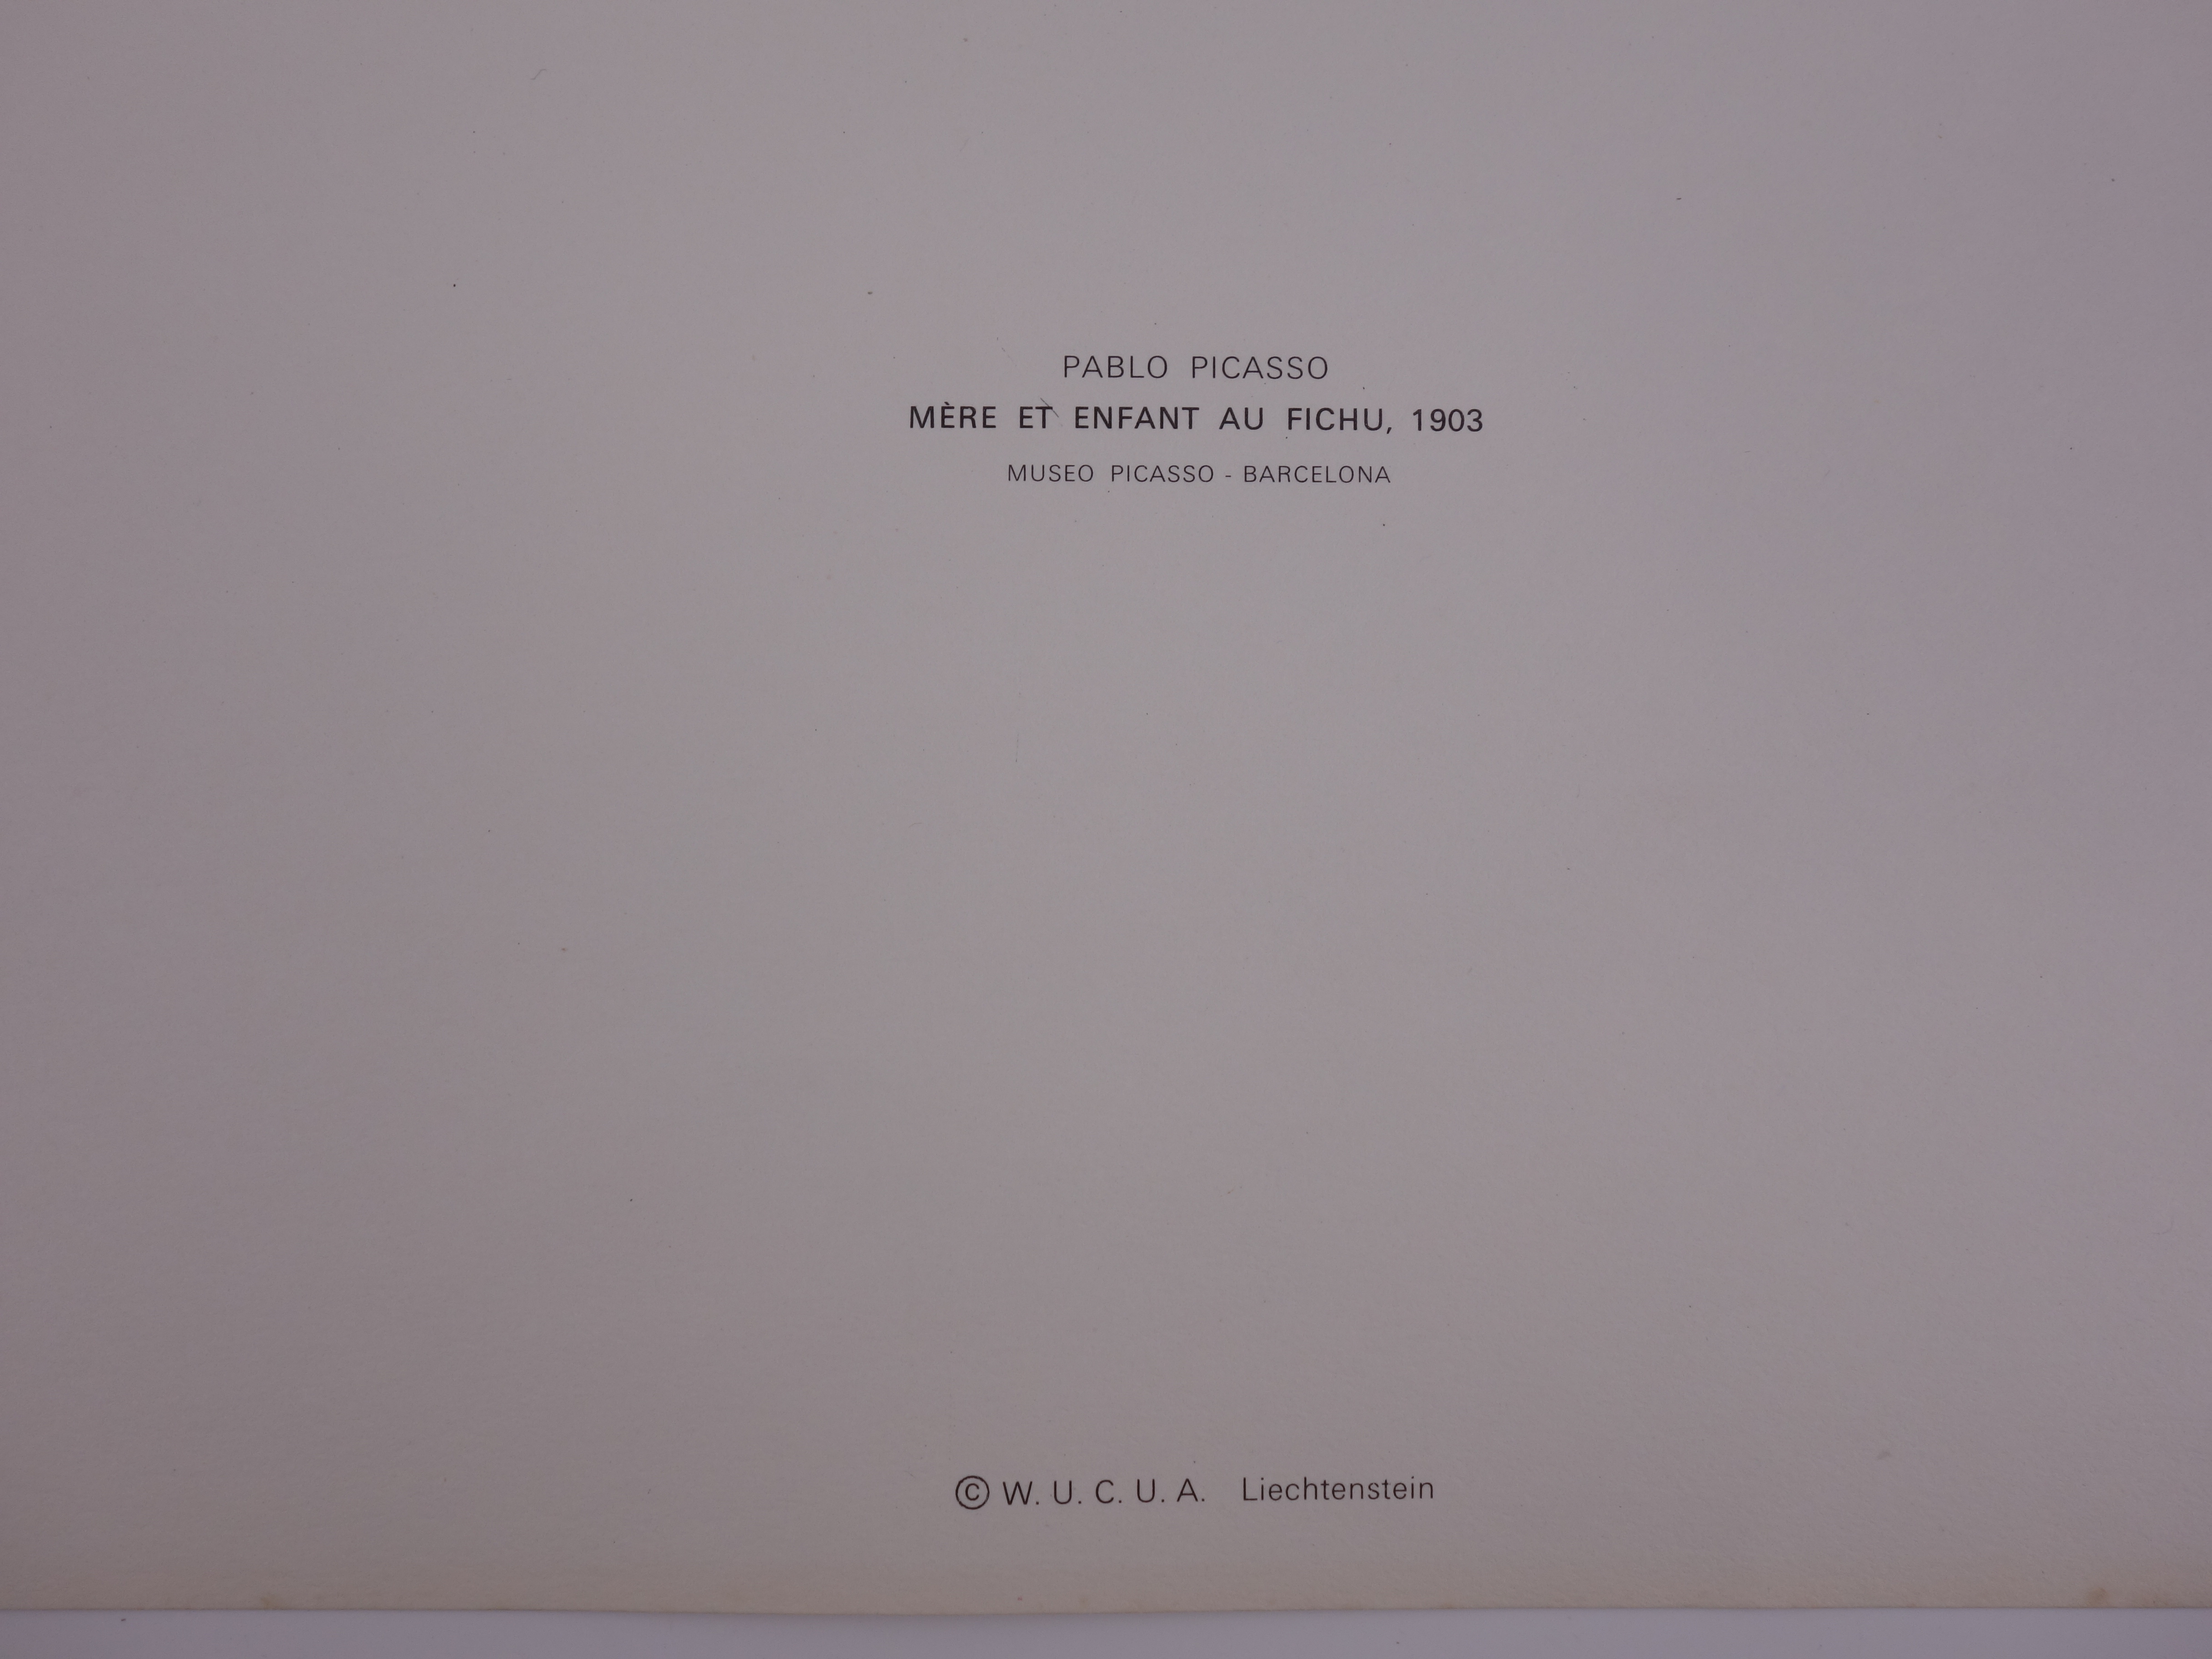 PABLO PICASSO
MÈRE ET ENFANT AU FICHU, 1903
MUSEO PICASSO - BARCELONA
© W. U. C. U. A. Liechtenstein